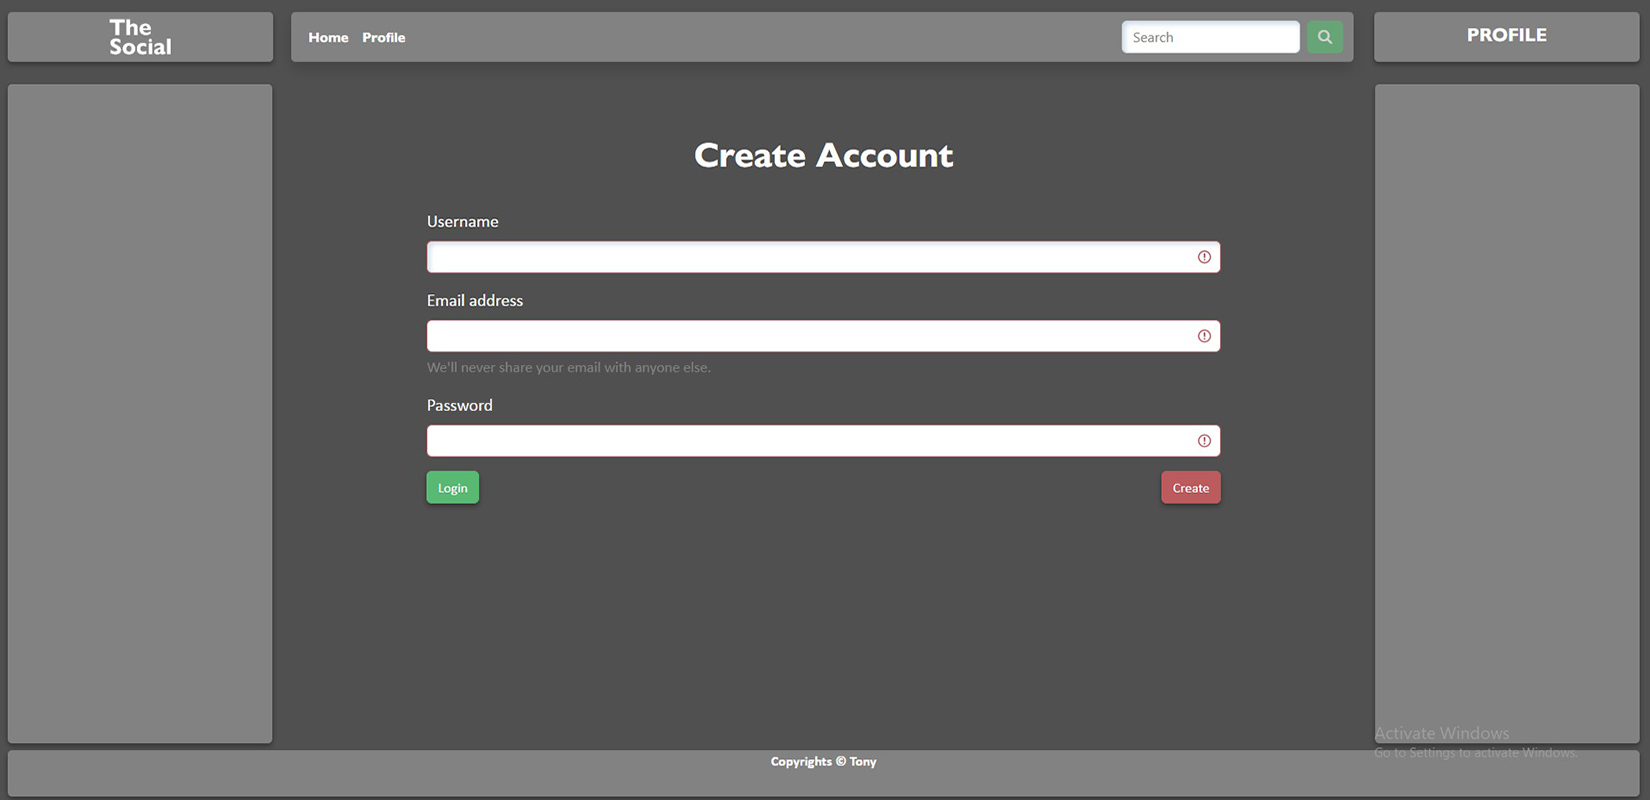 The
Social
Home Profile
Search
PROFILE
Create Account
Username
Email address
We'll never share your email with anyone else.
Password
Login
Create
Activate Windows
Go to Settings to activate Windows.
Copyrights © Tony